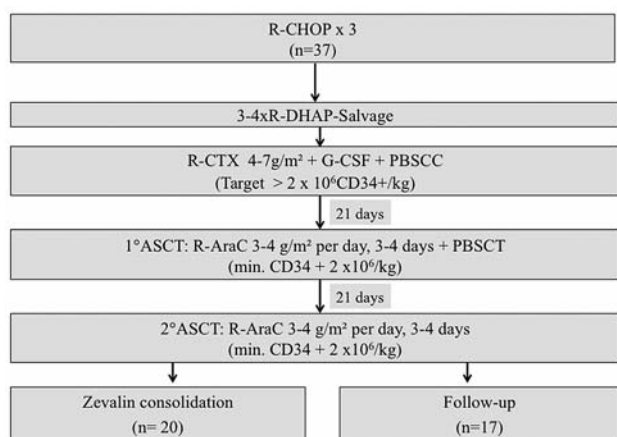 R-CHOP x 3
(n=37)
3-4xR-DHAP-Salvage
R-CTX 4-7g/m² + G-CSF + PBSCC
(Target > 2 x 10⁶CD34+/kg)
21 days
1°ASCT: R-AraC 3-4 g/m² per day, 3-4 days + PBSCT
(min. CD34 + 2 x10⁶/kg)
21 days
2°ASCT: R-AraC 3-4 g/m² per day, 3-4 days
(min. CD34 + 2 x10⁶/kg)
Zevalin consolidation
(n= 20)
Follow-up
(n=17)